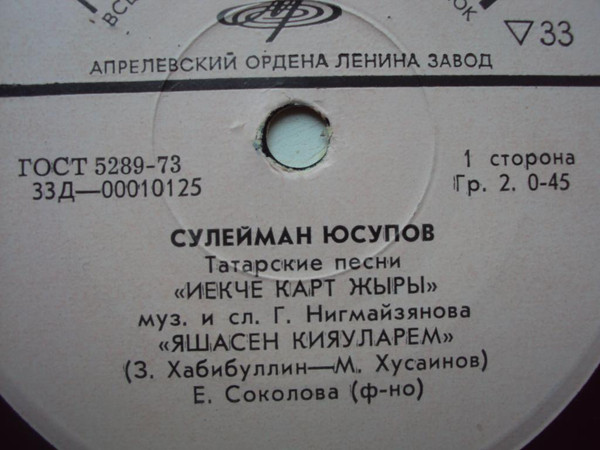 ▽33
АПРЕЛЕВСКИЙ ОРДЕНА ЛЕНИНА ЗАВОД
ГОСТ 5289-73
33Д—00010125
1 сторона
Гр. 2. 0-45
СУЛЕЙМАН ЮСУПОВ
Татарские песни
«ИЕКЧЕ КАРТ ЖЫРЫ»
муз. и сл. Г. Нигмайзянова
«ЯШАСЕН КИЯУЛАРЕМ»
(З. Хабибуллин—М. Хусаинов)
Е. Соколова (ф-но)